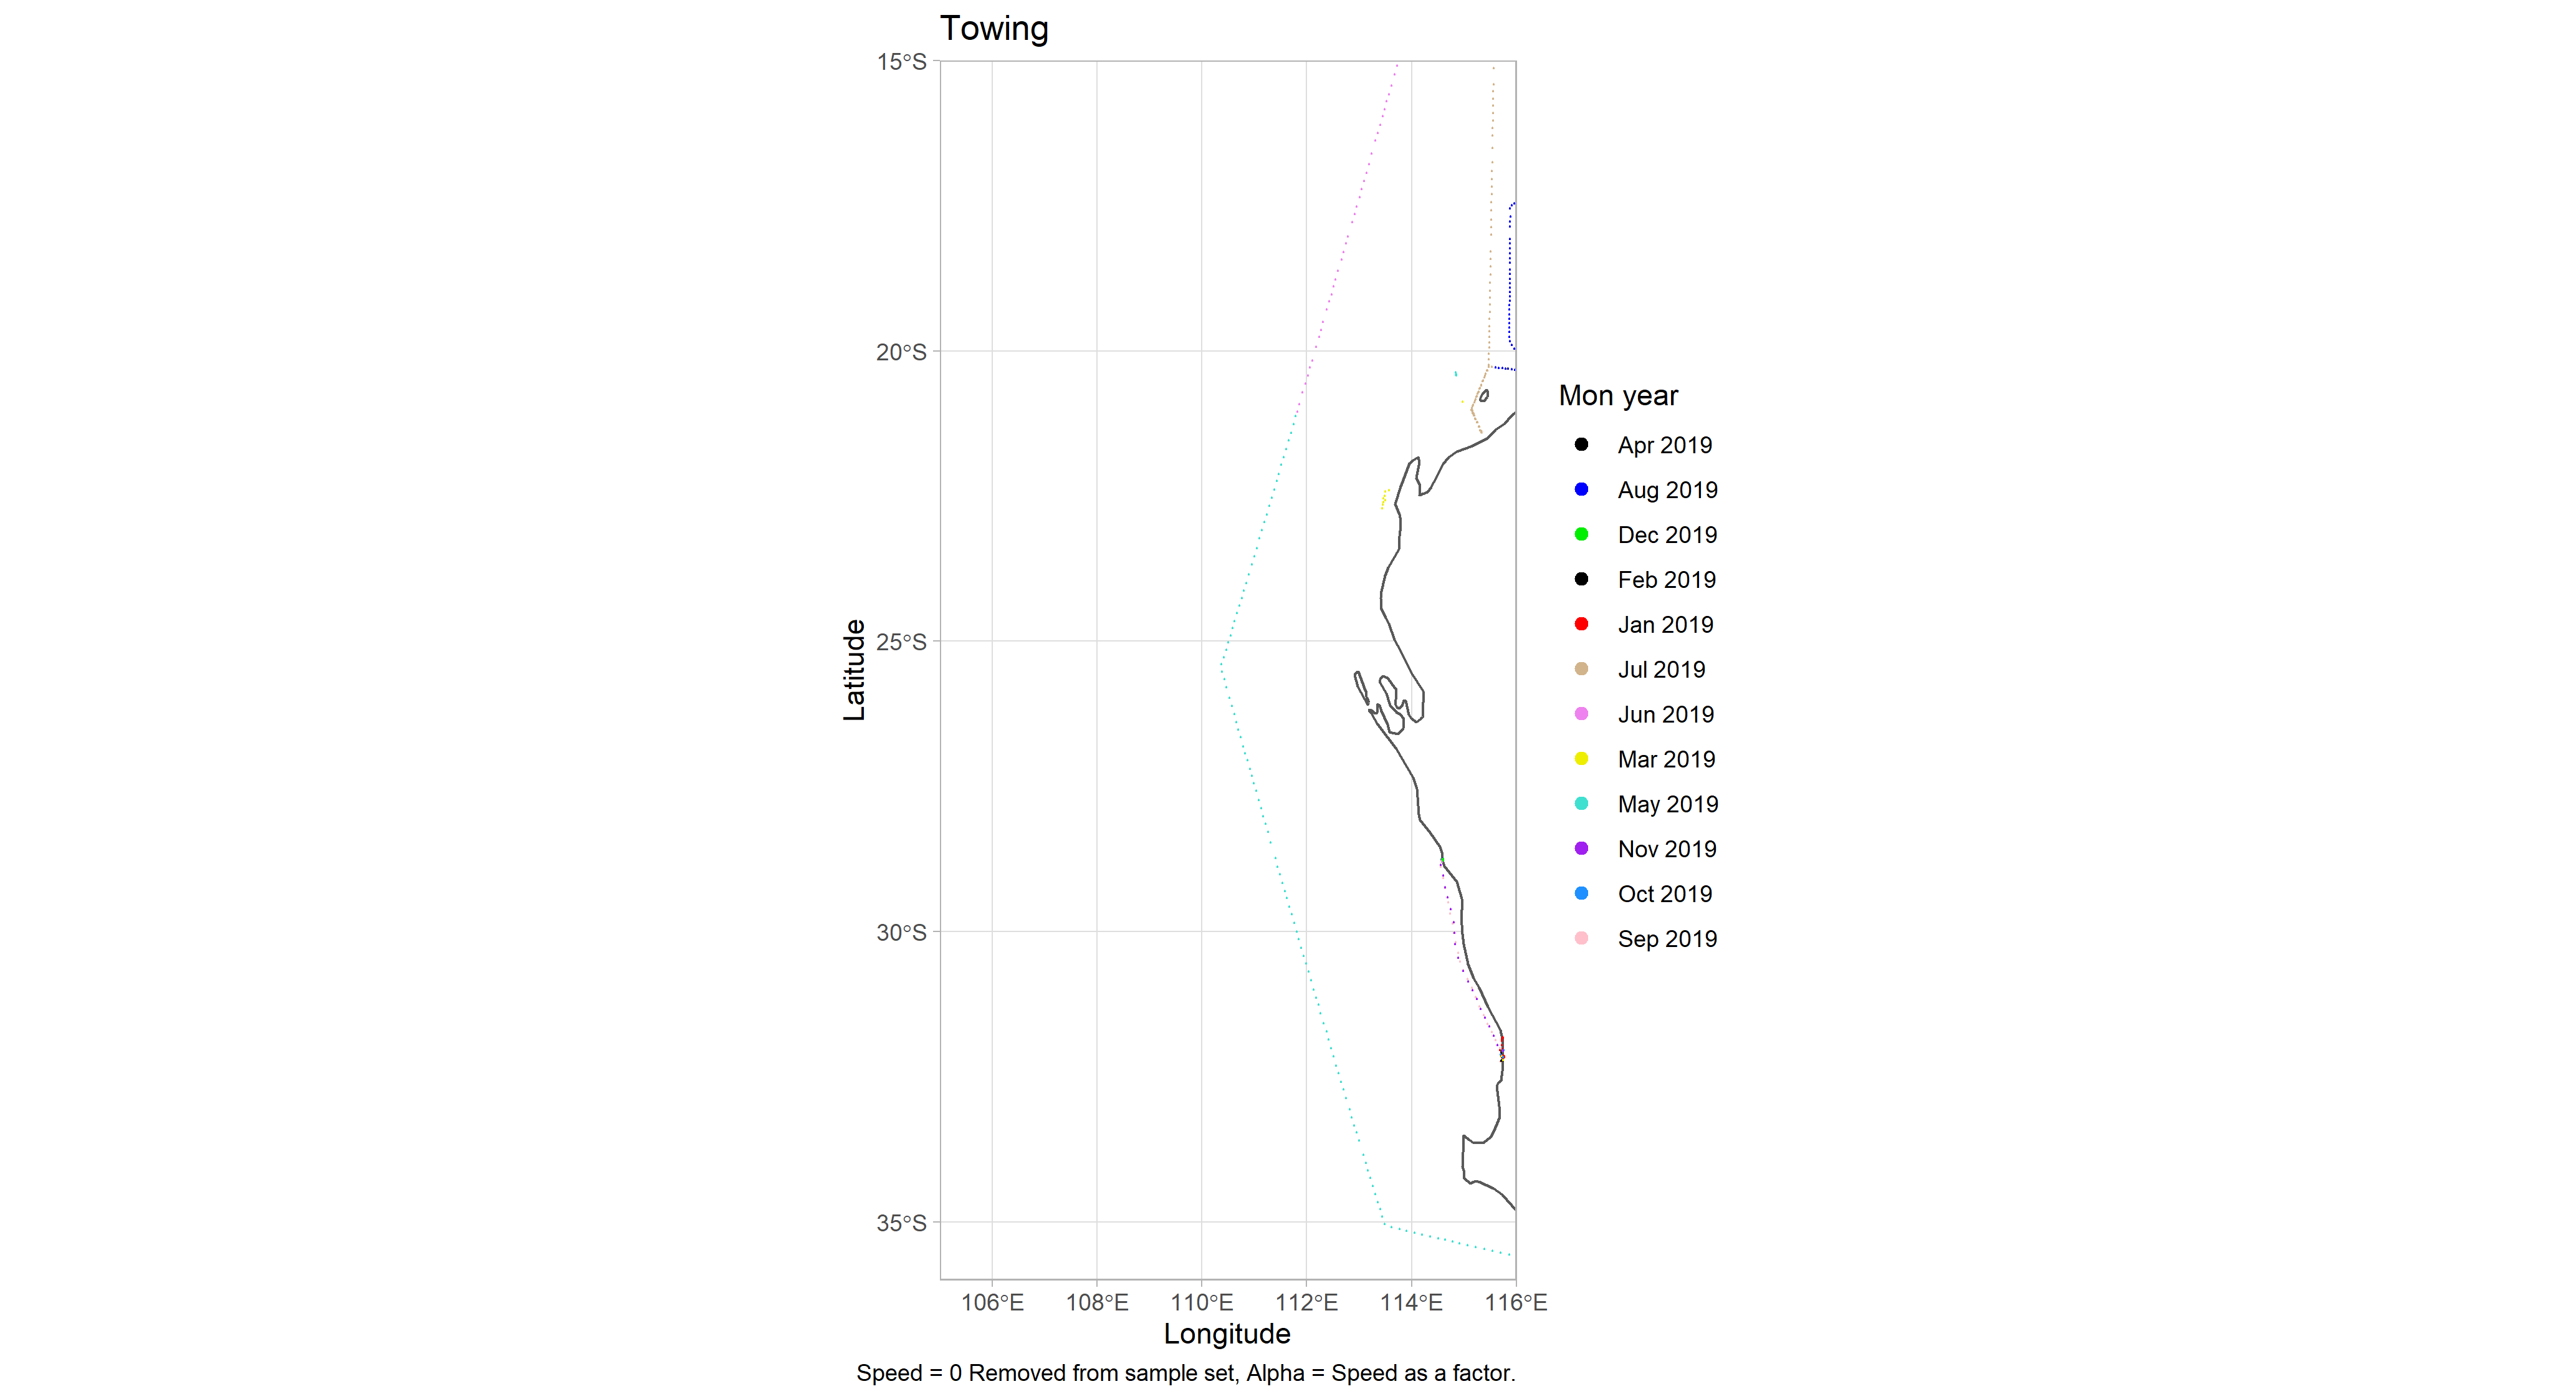 Towing
15°S
20°S
25°S
30°S
35°S
Latitude
106°E 108°E 110°E 112°E 114°E 116°E
Longitude
Speed = 0 Removed from sample set, Alpha = Speed as a factor.
Mon year
Apr 2019
Aug 2019
Dec 2019
Feb 2019
Jan 2019
Jul 2019
Jun 2019
Mar 2019
May 2019
Nov 2019
Oct 2019
Sep 2019